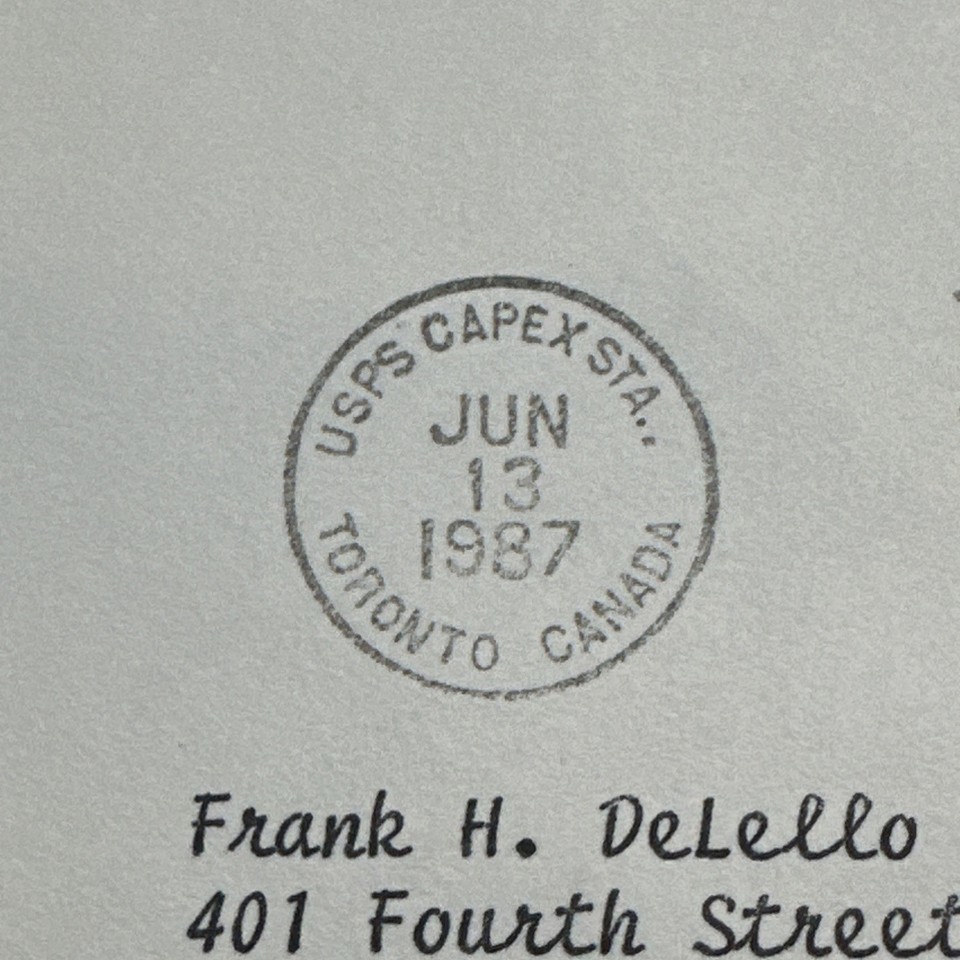 USPS CAPEX STA..
JUN
13
1987
TORONTO CANADA
Frank H. DeLello
401 Fourth Street